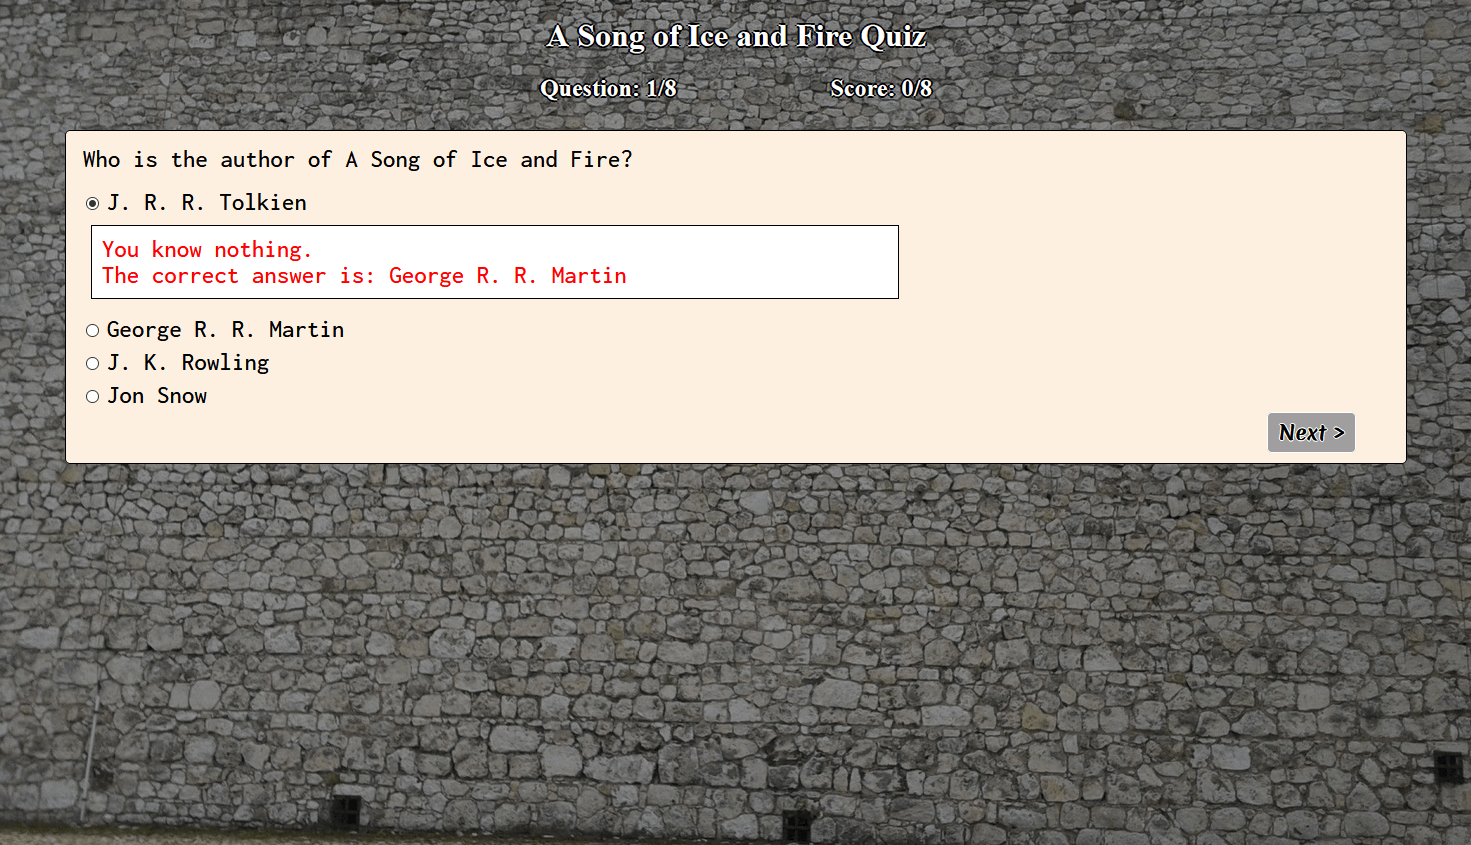 A Song of Ice and Fire Quiz
Question: 1/8 Score: 0/8
Who is the author of A Song of Ice and Fire?
J. R. R. Tolkien
You know nothing.
The correct answer is: George R. R. Martin
George R. R. Martin
J. K. Rowling
Jon Snow
Next >